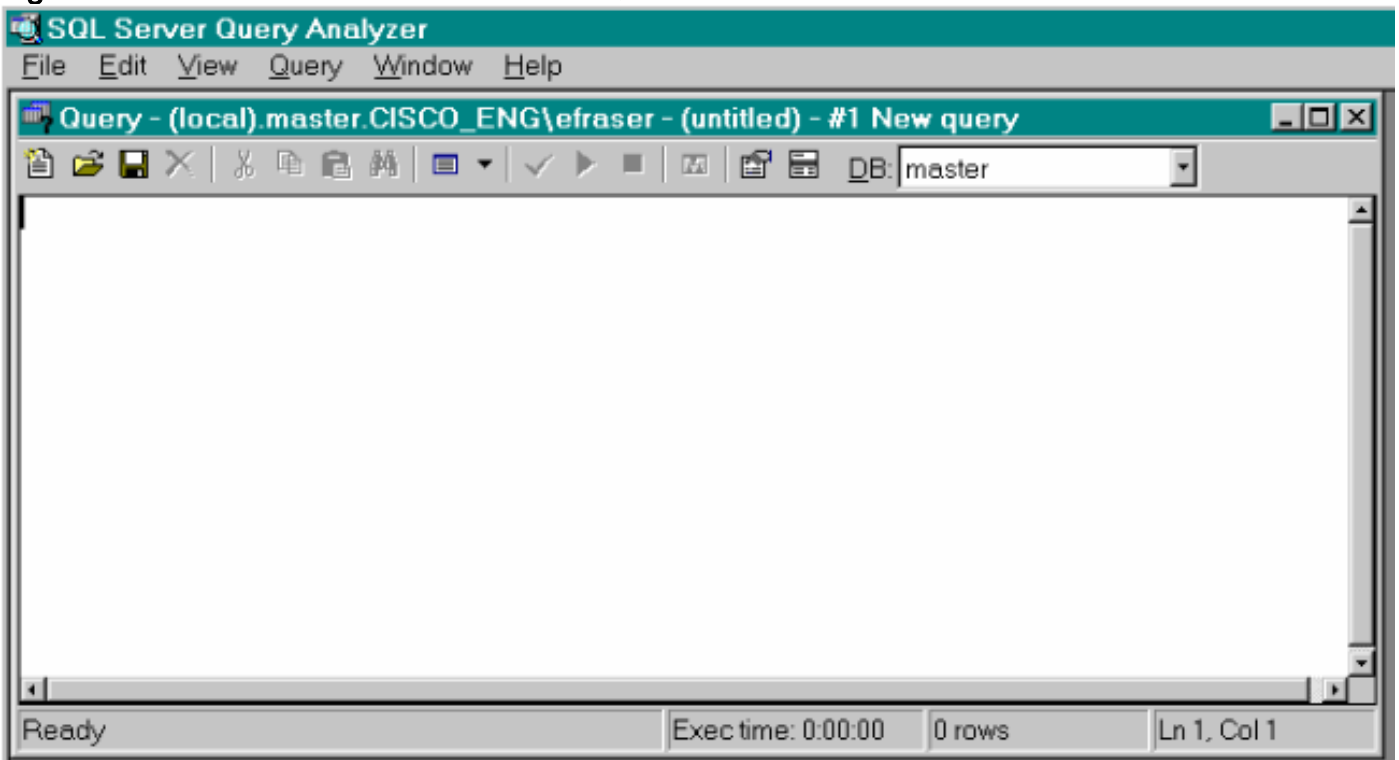 SQL Server Query Analyzer
File Edit View Query Window Help
Query - (local).master.CISCO_ENG\efraser - (untitled) - #1 New query
DB: master
Ready Exec time: 0:00:00 0 rows Ln 1, Col 1